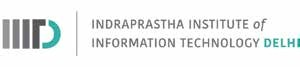 INDRAPRASTHA INSTITUTE of
INFORMATION TECHNOLOGY DELHI